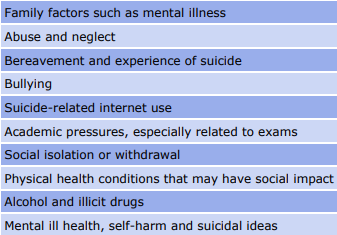 Family factors such as mental illness
Abuse and neglect
Bereavement and experience of suicide
Bullying
Suicide-related internet use
Academic pressures, especially related to exams
Social isolation or withdrawal
Physical health conditions that may have social impact
Alcohol and illicit drugs
Mental ill health, self-harm and suicidal ideas